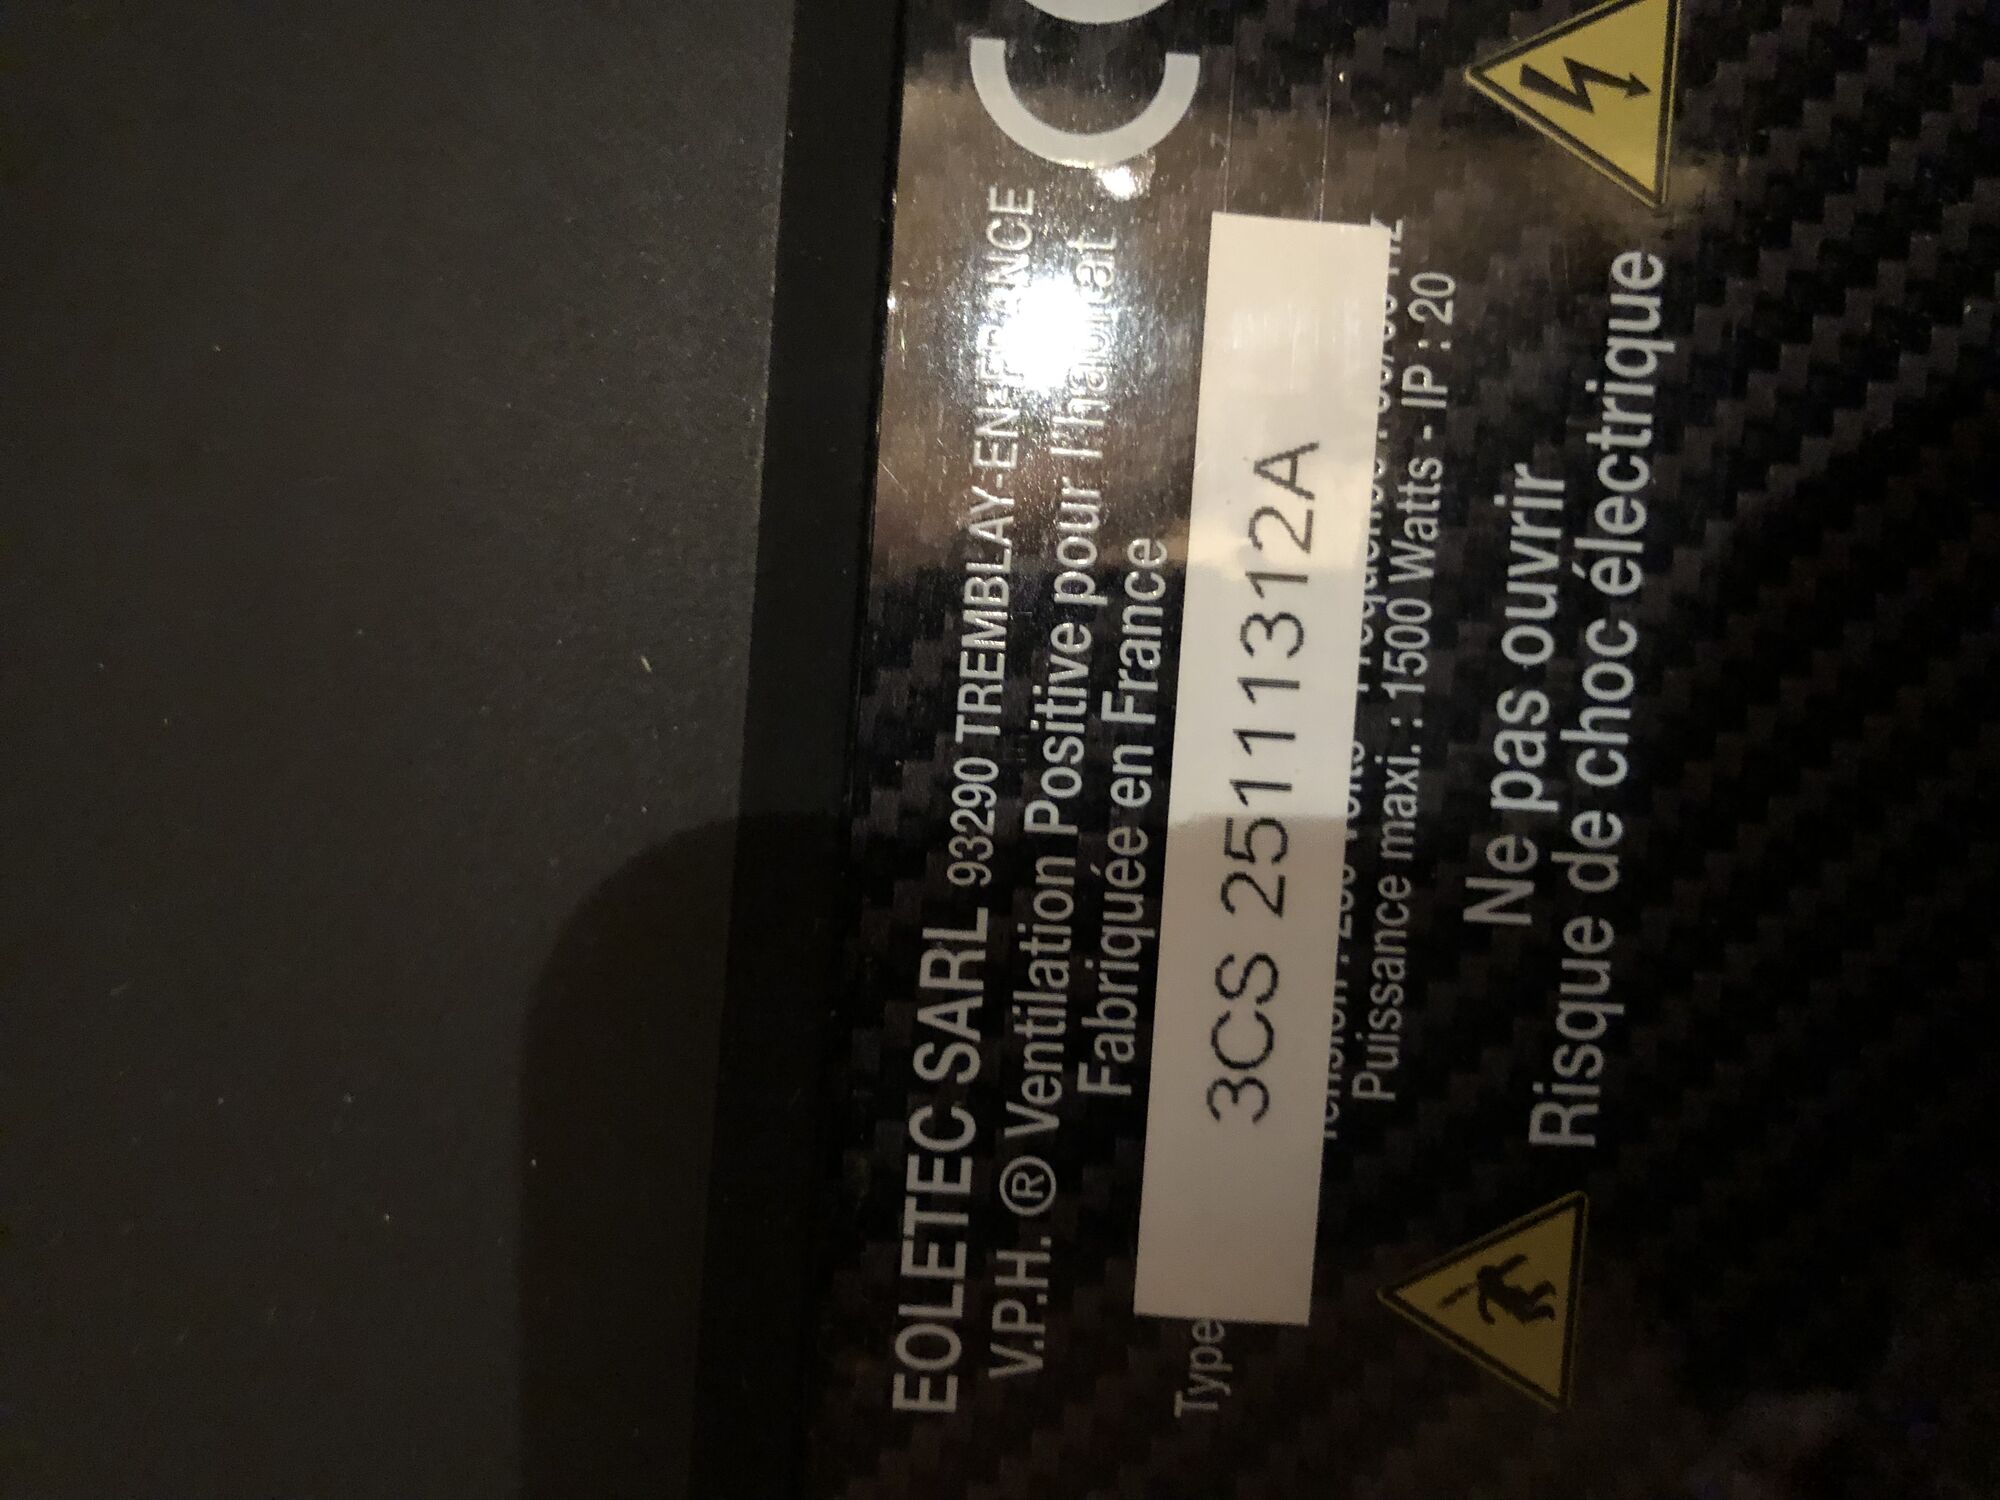 EOLETEC SARL 93290 TREMBLAY-EN-FRANCE
V.P.H. ® Ventilation Positive pour l'habitat
Fabriquée en France
Type
3CS 25111312A
Puissance maxi. : 1500 Watts - IP : 20
Ne pas ouvrir
Risque de choc électrique